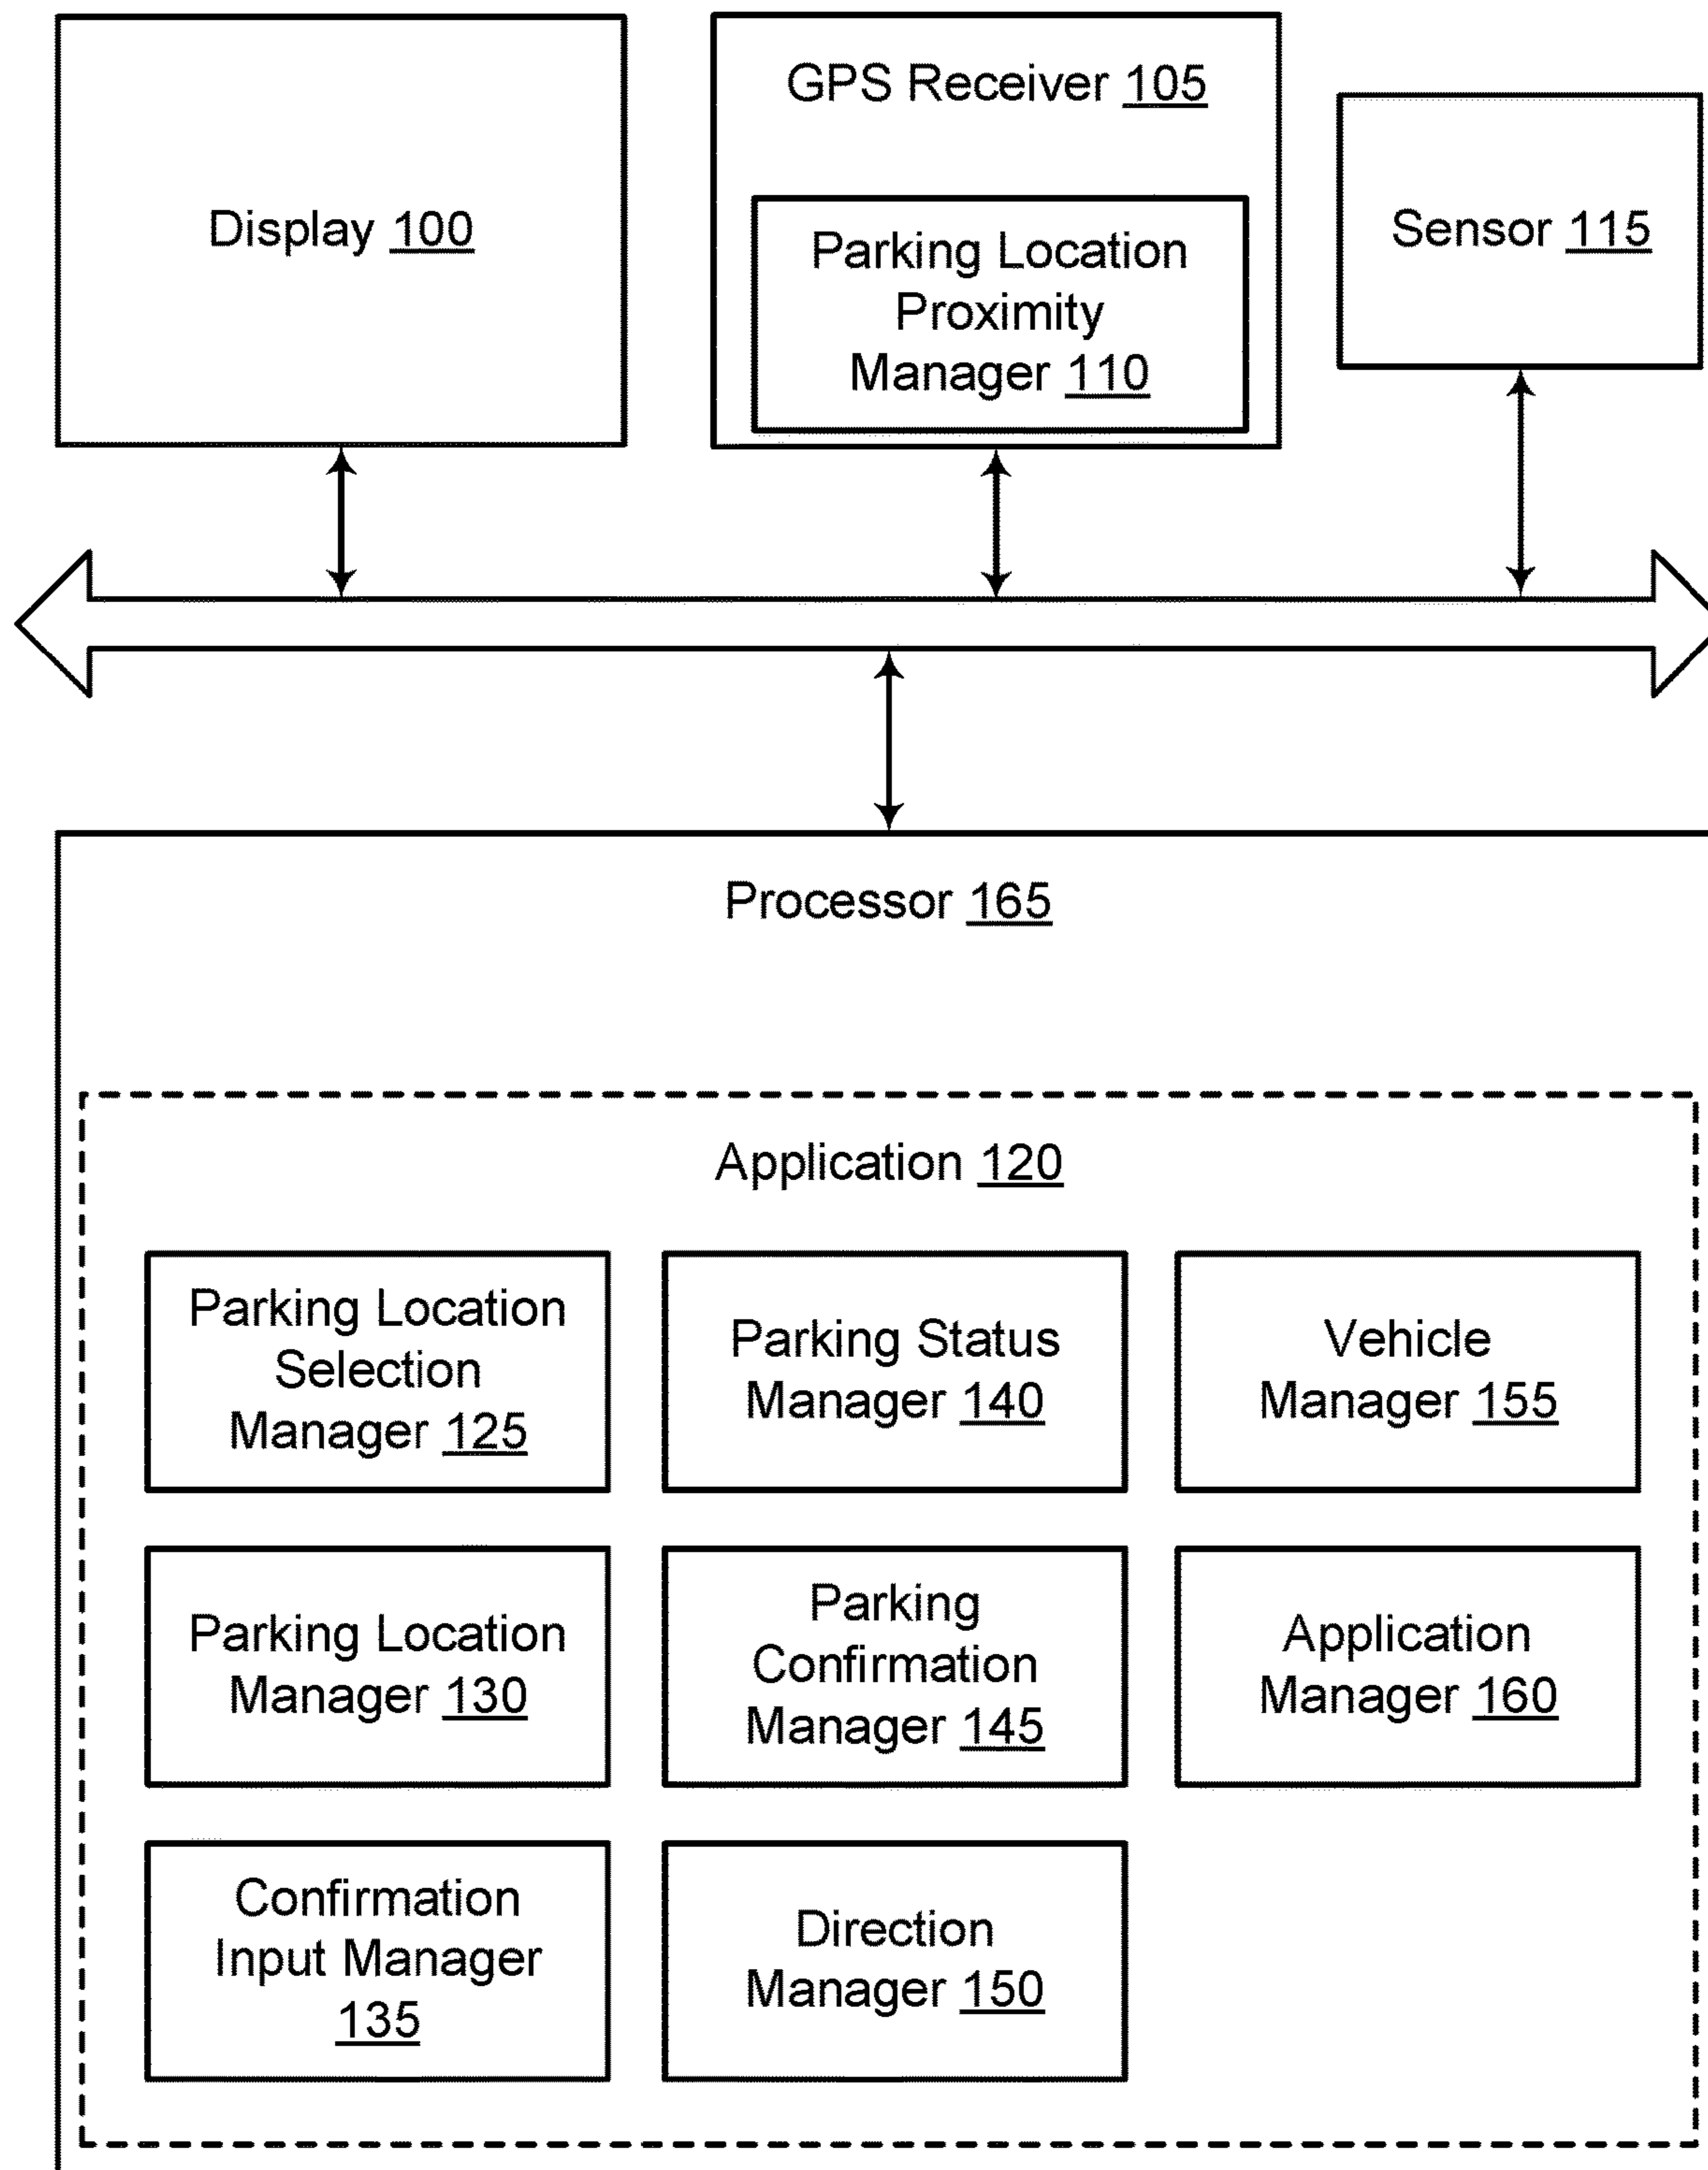 Display 100
GPS Receiver 105
Parking Location
Proximity
Manager 110
Sensor 115
Processor 165
Application 120
Parking Location
Selection
Manager 125
Parking Status
Manager 140
Vehicle
Manager 155
Parking Location
Manager 130
Parking
Confirmation
Manager 145
Application
Manager 160
Confirmation
Input Manager
135
Direction
Manager 150